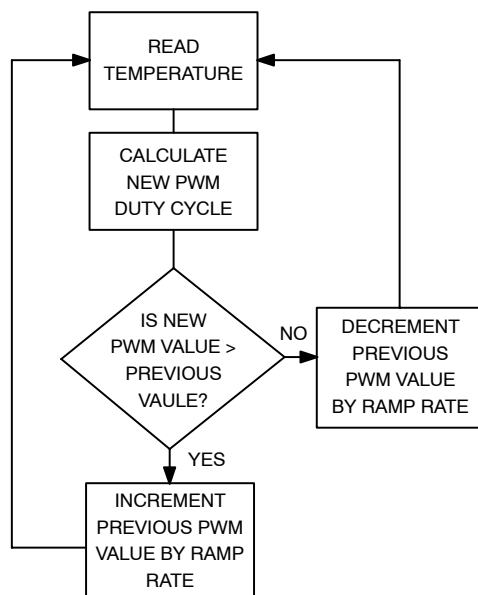 READ
TEMPERATURE
CALCULATE
NEW PWM
DUTY CYCLE
IS NEW
PWM VALUE >
PREVIOUS
VAULE?
NO
DECREMENT
PREVIOUS
PWM VALUE
BY RAMP RATE
YES
INCREMENT
PREVIOUS PWM
VALUE BY RAMP
RATE